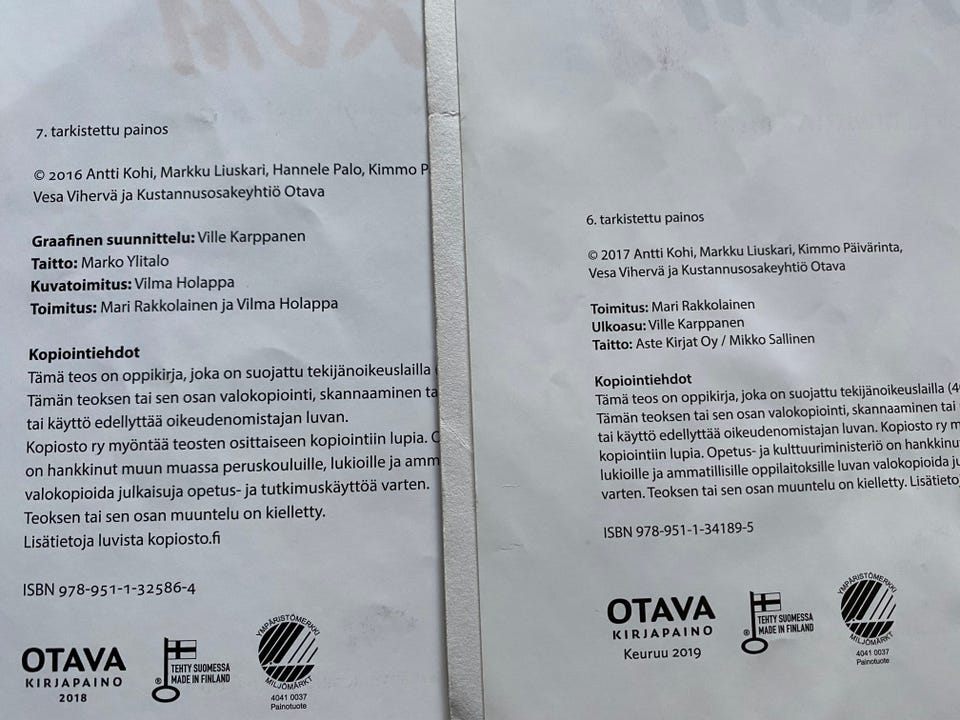 7. tarkistettu painos
© 2016 Antti Kohi, Markku Liuskari, Hannele Palo, Kimmo P
Vesa Vihervä ja Kustannusosakeyhtiö Otava
Graafinen suunnittelu: Ville Karppanen
Taitto: Marko Ylitalo
Kuvatoimitus: Vilma Holappa
Toimitus: Mari Rakkolainen ja Vilma Holappa
Kopiointiehdot
Tämä teos on oppikirja, joka on suojattu tekijänoikeuslailla
Tämän teoksen tai sen osan valokopiointi, skannaaminen ta
tai käyttö edellyttää oikeudenomistajan luvan.
Kopiosto ry myöntää teosten osittaiseen kopiointiin lupia.
on hankkinut muun muassa peruskouluille, lukioille ja amm
valokopioida julkaisuja opetus- ja tutkimuskäyttöä varten.
Teoksen tai sen osan muuntelu on kielletty.
Lisätietoja luvista kopiosto.fi
ISBN 978-951-1-32586-4
OTAVA
KIRJAPAINO
2018
® TEHTY SUOMESSA
MADE IN FINLAND
YMPÄRISTÖMERKKI
MILJÖMÄRKT
4041 0037
Painotuote
6. tarkistettu painos
© 2017 Antti Kohi, Markku Liuskari, Kimmo Päivärinta,
Vesa Vihervä ja Kustannusosakeyhtiö Otava
Toimitus: Mari Rakkolainen
Ulkoasu: Ville Karppanen
Taitto: Aste Kirjat Oy / Mikko Sallinen
Kopiointiehdot
Tämä teos on oppikirja, joka on suojattu tekijänoikeuslailla (4
Tämän teoksen tai sen osan valokopiointi, skannaaminen tai
tai käyttö edellyttää oikeudenomistajan luvan. Kopiosto ry m
kopiointiin lupia. Opetus- ja kulttuuriministeriö on hankkinu
lukioille ja ammatillisille oppilaitoksille luvan valokopioida ju
varten. Teoksen tai sen osan muuntelu on kielletty. Lisätieto
ISBN 978-951-1-34189-5
OTAVA
KIRJAPAINO
Keuruu 2019
® TEHTY SUOMESSA
MADE IN FINLAND
YMPÄRISTÖMERKKI
MILJÖMÄRKT
4041 0037
Painotuote